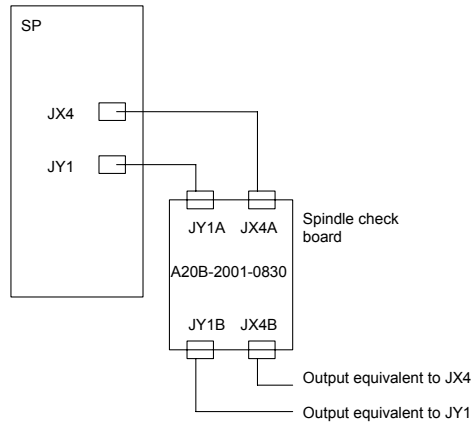 SP
JX4
JY1
JY1A JX4A
Spindle check
board
A20B-2001-0830
JY1B JX4B
Output equivalent to JX4
Output equivalent to JY1